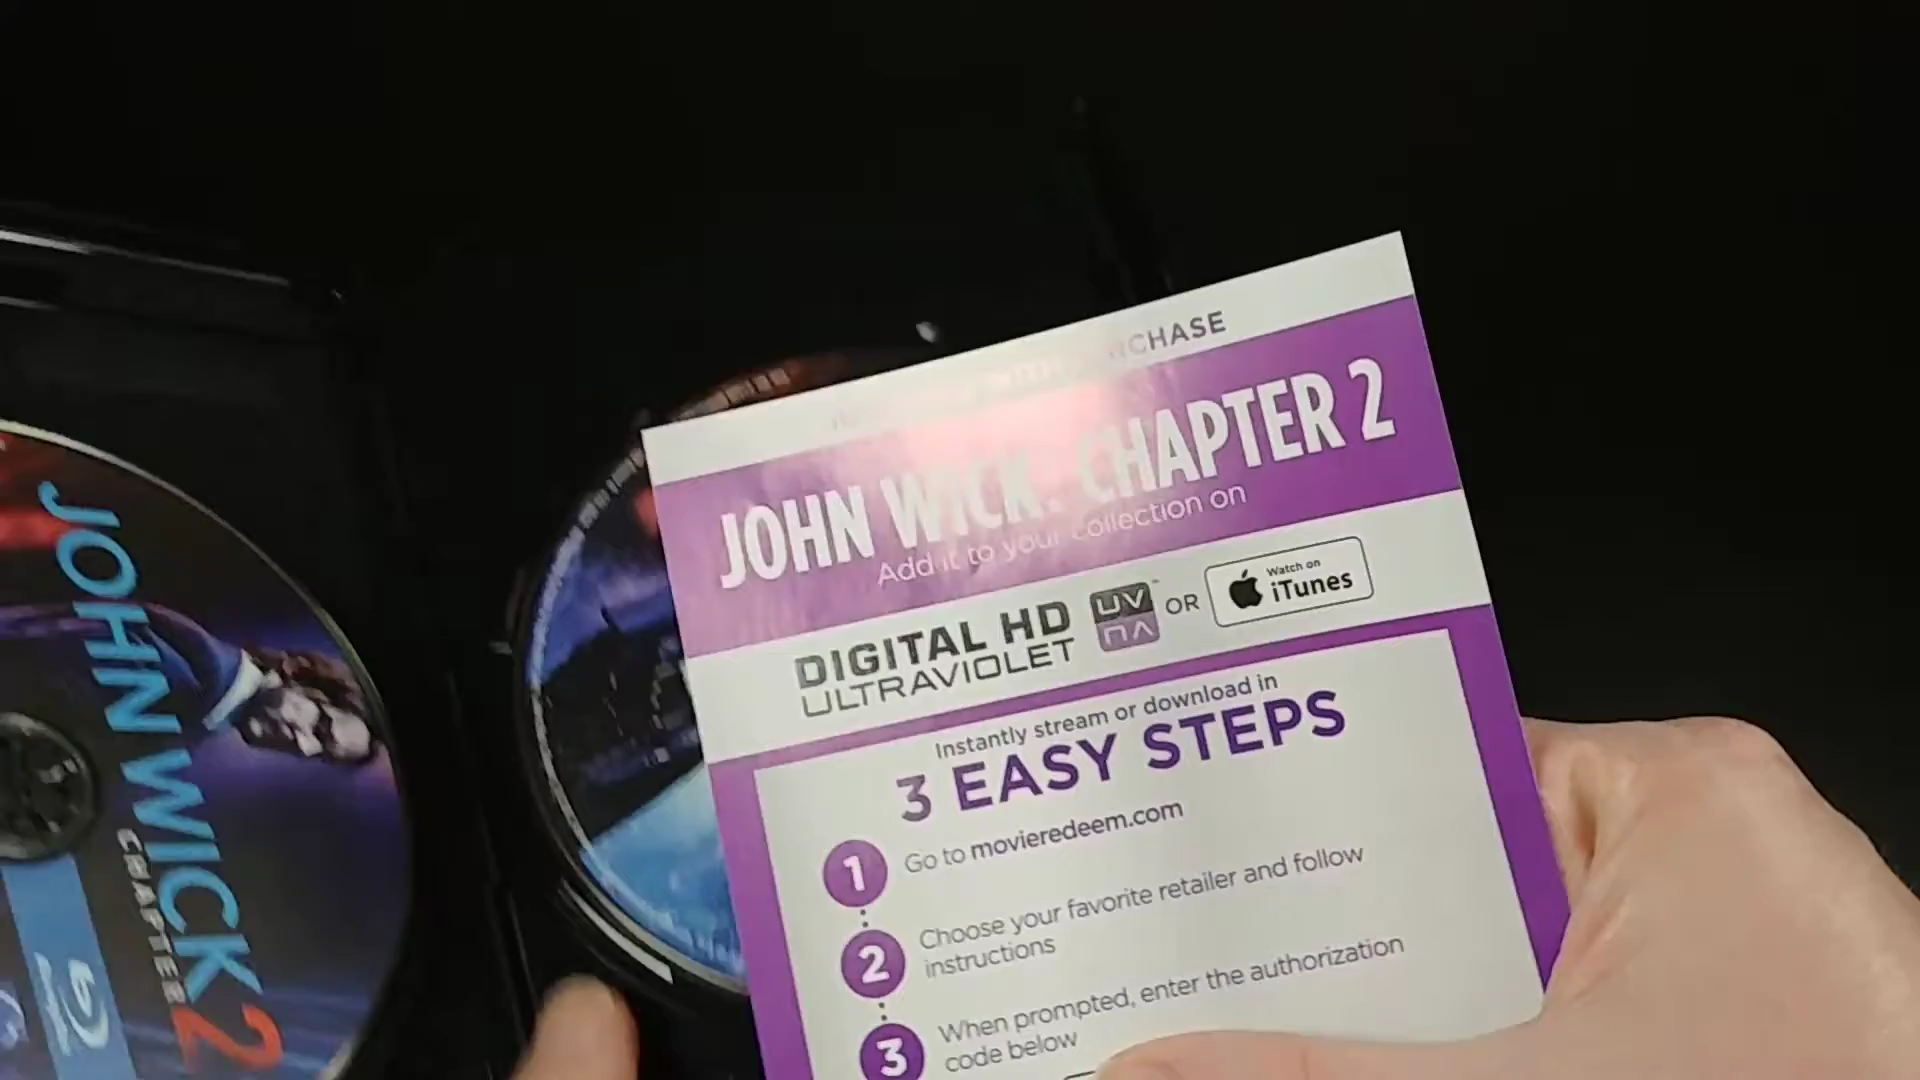 JOHN WICK: CHAPTER 2
Add it to your collection on
DIGITAL HD
ULTRAVIOLET
UV
OR
Watch on
iTunes
Instantly stream or download in
3 EASY STEPS
1
Go to movieredeem.com
2
Choose your favorite retailer and follow
instructions
3
When prompted, enter the authorization
code below
JOHN WICK
CHAPTER 2